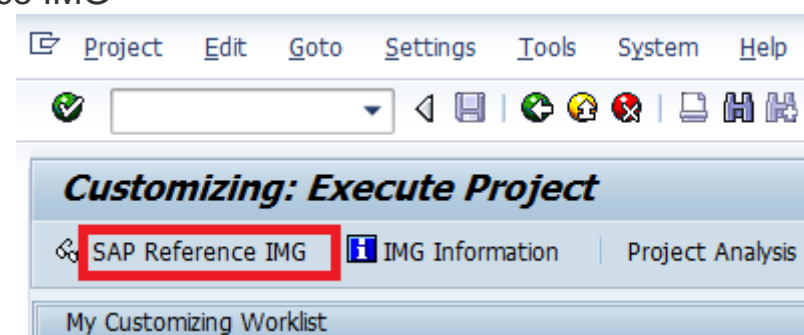 IMG
Project Edit Goto Settings Tools System Help
Customizing: Execute Project
SAP Reference IMG IMG Information Project Analysis
My Customizing Worklist